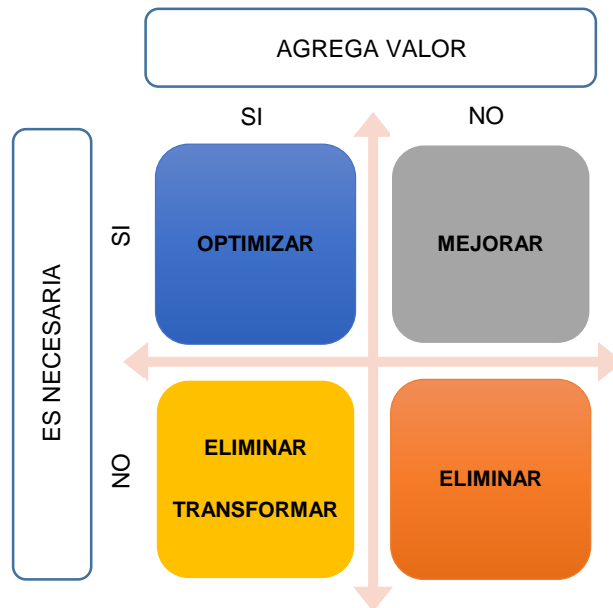 AGREGA VALOR
SI
NO
ES NECESARIA
SI
OPTIMIZAR
MEJORAR
NO
ELIMINAR
TRANSFORMAR
ELIMINAR